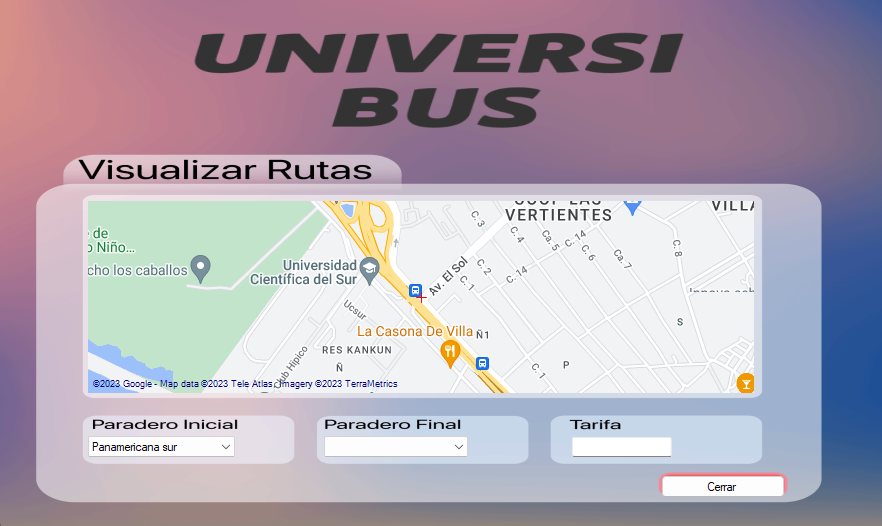 UNIVERSI
BUS
Visualizar Rutas
COOP LAS
VERTIENTES
VILLA
de
o Niño...
cho los caballos
Universidad
Científica del Sur
Av. El Sol
C. 3
C. 4
Ca. 5
C. 14
C. 6
Ca. 7
C. 8
C. 2
C. 1
C. 14
Ucsur
La Casona De Villa
Ñ1
S
RES KANKUN
Ñ
Club Hipico
P
C. 1
©2023 Google - Map data ©2023 Tele Atlas, Imagery ©2023 TerraMetrics
Paradero Inicial
Paradero Final
Tarifa
Panamericana sur
Cerrar